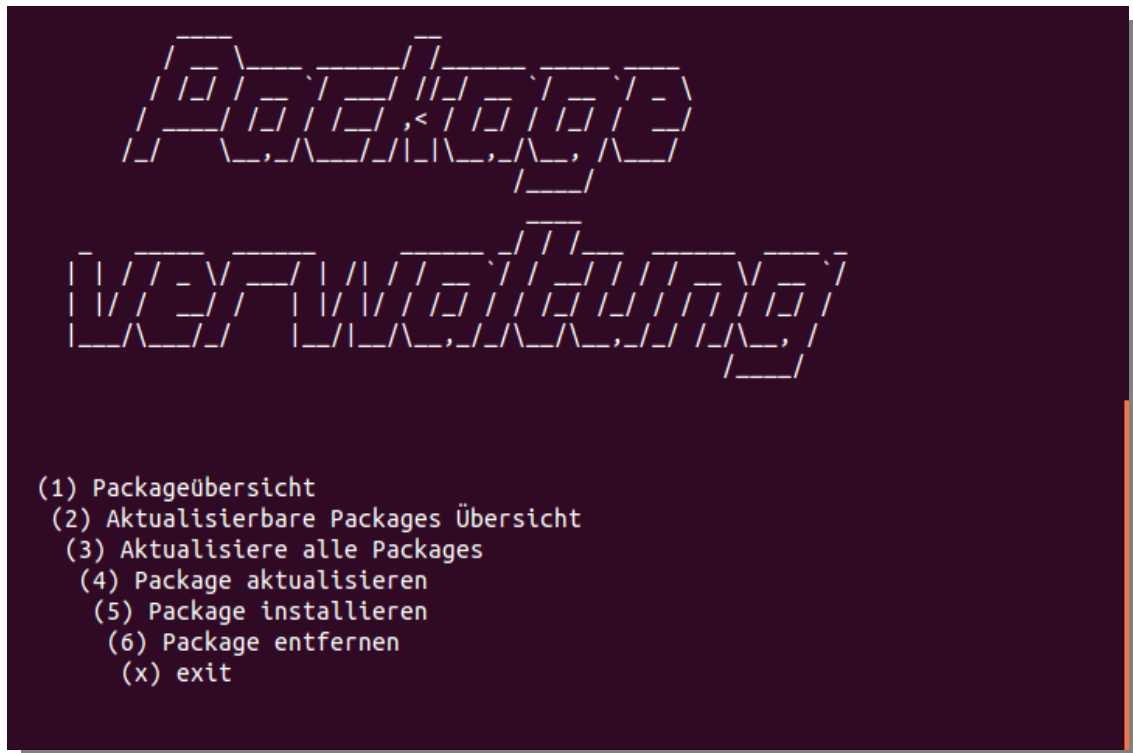 Package
verwaltung
(1) Packageübersicht
(2) Aktualisierbare Packages Übersicht
(3) Aktualisiere alle Packages
(4) Package aktualisieren
(5) Package installieren
(6) Package entfernen
(x) exit